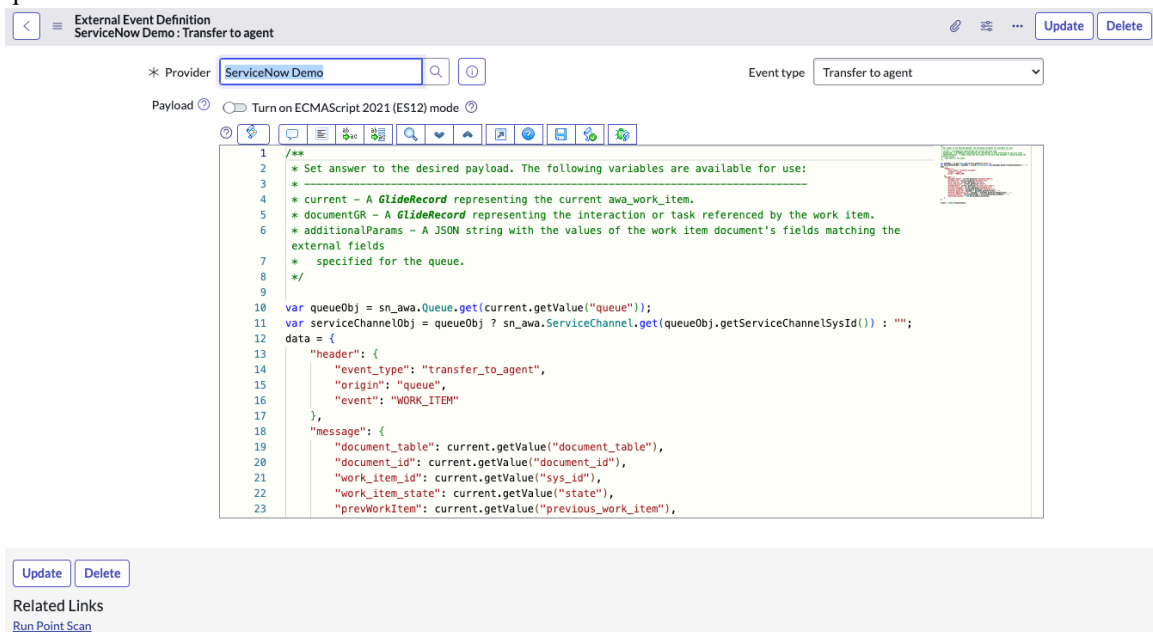 External Event Definition
ServiceNow Demo : Transfer to agent
Update
Delete
Provider
ServiceNow Demo
Event type
Transfer to agent
Payload
Turn on ECMAScript 2021 (ES12) mode
1 /**
2 * Set answer to the desired payload. The following variables are available for use:
3 * ------------------------------------------------------------------------------
4 * current – A GlideRecord representing the current awa_work_item.
5 * documentGR – A GlideRecord representing the interaction or task referenced by the work item.
6 * additionalParams – A JSON string with the values of the work item document's fields matching the
external fields
7 * specified for the queue.
8 */
9
10 var queueObj = sn_awa.Queue.get(current.getValue("queue"));
11 var serviceChannelObj = queueObj ? sn_awa.ServiceChannel.get(queueObj.getServiceChannelSysId()) : "";
12 data = {
13 "header": {
14 "event_type": "transfer_to_agent",
15 "origin": "queue",
16 "event": "WORK_ITEM"
17 },
18 "message": {
19 "document_table": current.getValue("document_table"),
20 "document_id": current.getValue("document_id"),
21 "work_item_id": current.getValue("sys_id"),
22 "work_item_state": current.getValue("state"),
23 "prevWorkItem": current.getValue("previous_work_item"),
Update
Delete
Related Links
Run Point Scan